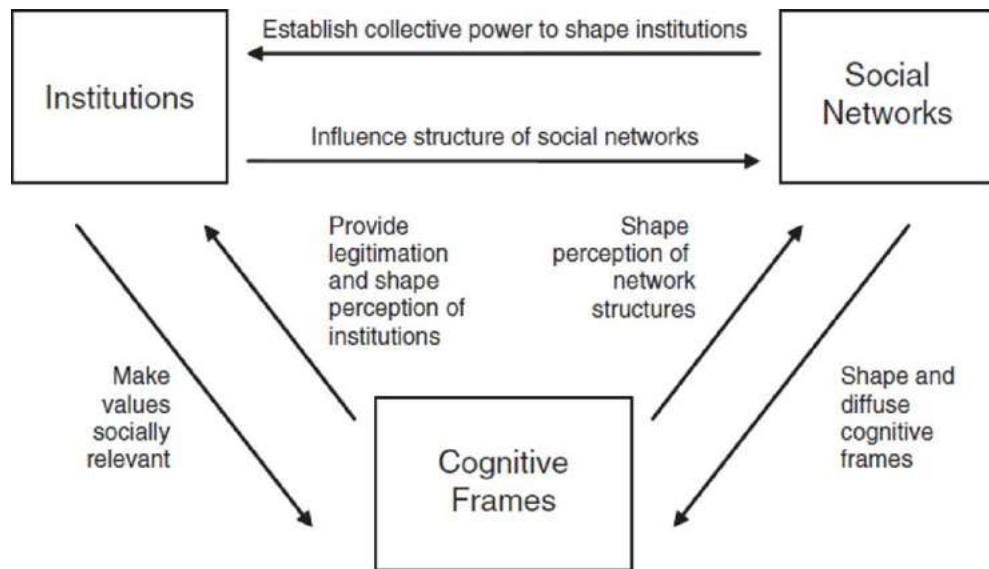 Establish collective power to shape institutions
Institutions
Social
Networks
Influence structure of social networks
Provide
legitimation
and shape
perception of
institutions
Shape
perception of
network
structures
Make
values
socially
relevant
Shape and
diffuse
cognitive
frames
Cognitive
Frames